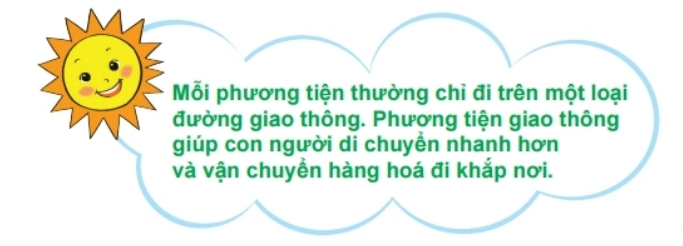 Mỗi phương tiện thường chỉ đi trên một loại
đường giao thông. Phương tiện giao thông
giúp con người di chuyển nhanh hơn
và vận chuyển hàng hoá đi khắp nơi.